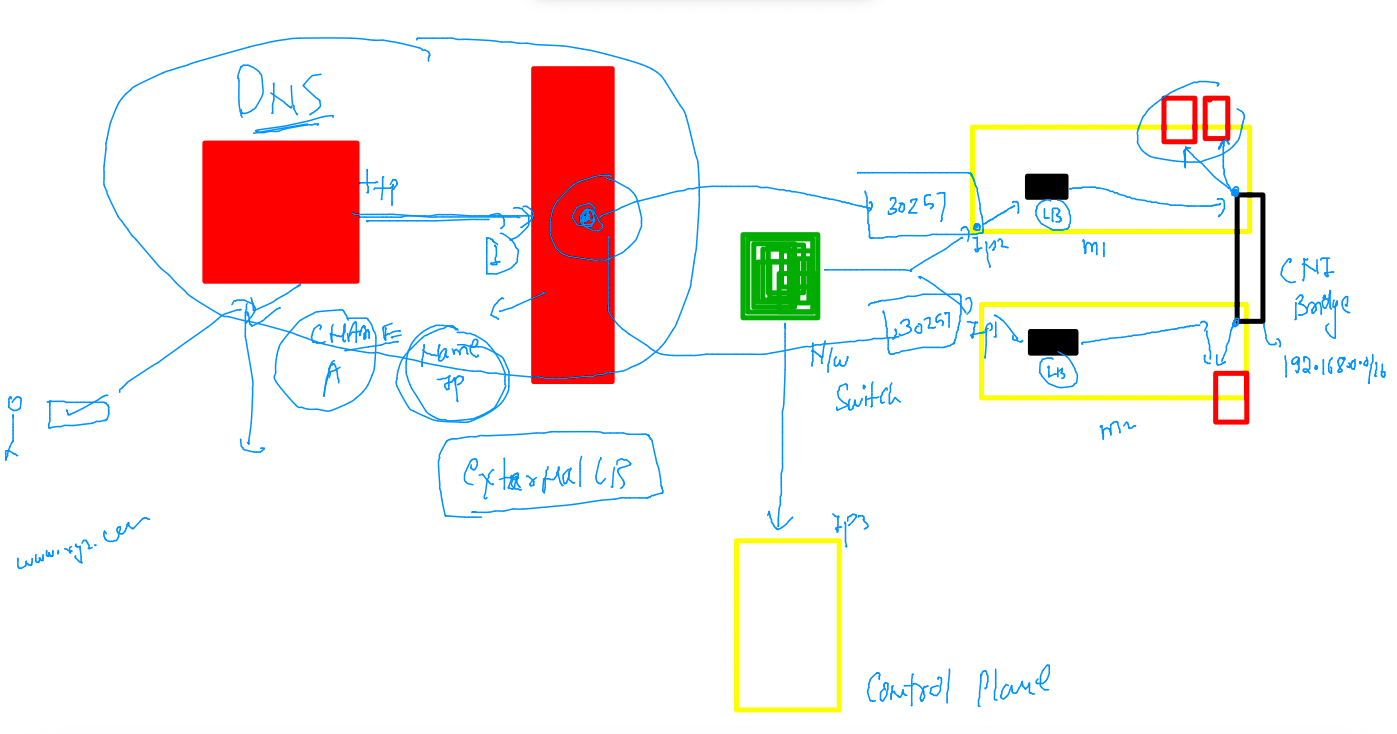 DNS
http
I
CNAME
A
Name
IP
External LB
www.xyz.com
30257
LB
IP2
M1
CNI
Bridge
192.168.0.0/16
30257
IP1
LB
M2
H/w
Switch
IP3
Control Plane